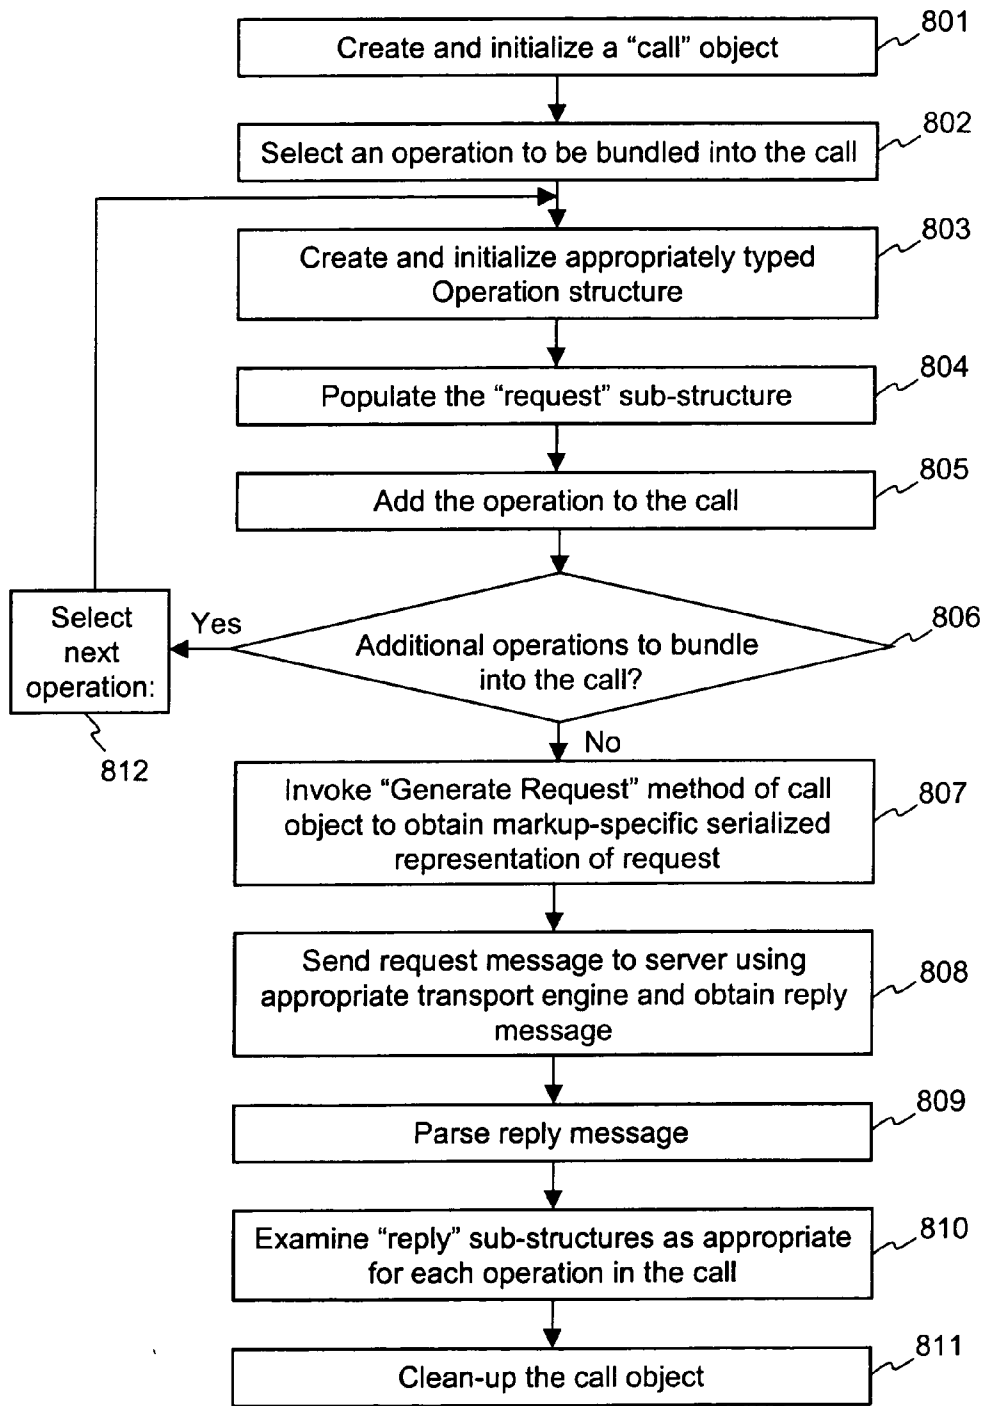 801
Create and initialize a “call” object
802
Select an operation to be bundled into the call
803
Create and initialize appropriately typed
Operation structure
804
Populate the “request” sub-structure
805
Add the operation to the call
806
Additional operations to bundle
into the call?
Yes
Select
next
operation:
812
No
807
Invoke “Generate Request” method of call
object to obtain markup-specific serialized
representation of request
808
Send request message to server using
appropriate transport engine and obtain reply
message
809
Parse reply message
810
Examine “reply” sub-structures as appropriate
for each operation in the call
811
Clean-up the call object